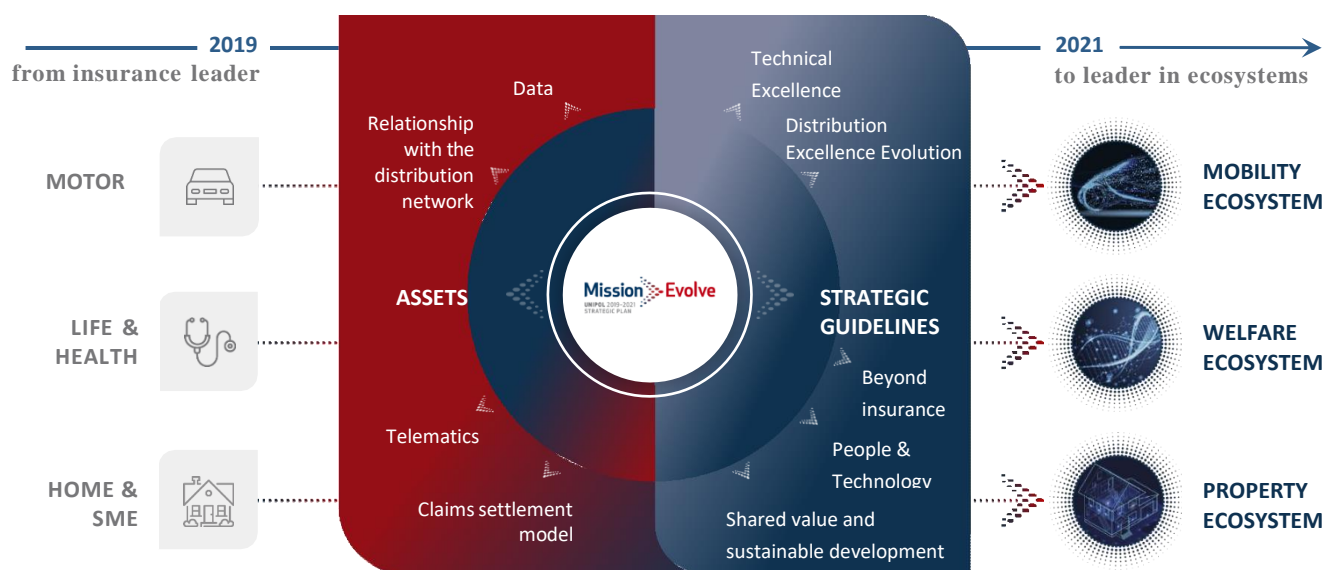 2019
from insurance leader
2021
to leader in ecosystems
MOTOR
LIFE &
HEALTH
HOME &
SME
Data
Relationship
with the
distribution
network
ASSETS
Telematics
Claims settlement
model
Mission Evolve
UNIPOL 2019-2021
STRATEGIC PLAN
Technical
Excellence
Distribution
Excellence Evolution
STRATEGIC
GUIDELINES
Beyond
insurance
People &
Technology
Shared value and
sustainable development
MOBILITY
ECOSYSTEM
WELFARE
ECOSYSTEM
PROPERTY
ECOSYSTEM